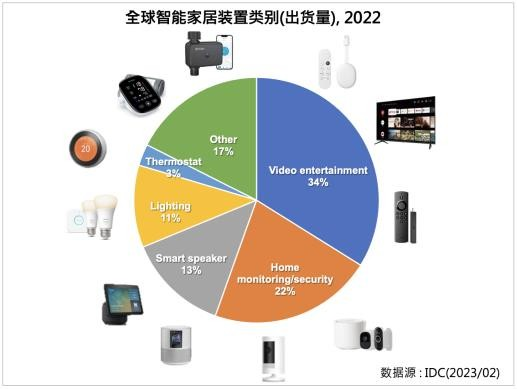 全球智能家居装置类别(出货量), 2022
Other
17%
Video entertainment
34%
Thermostat
3%
Lighting
11%
Smart speaker
13%
Home
monitoring/security
22%
20
数据源：IDC(2023/02)